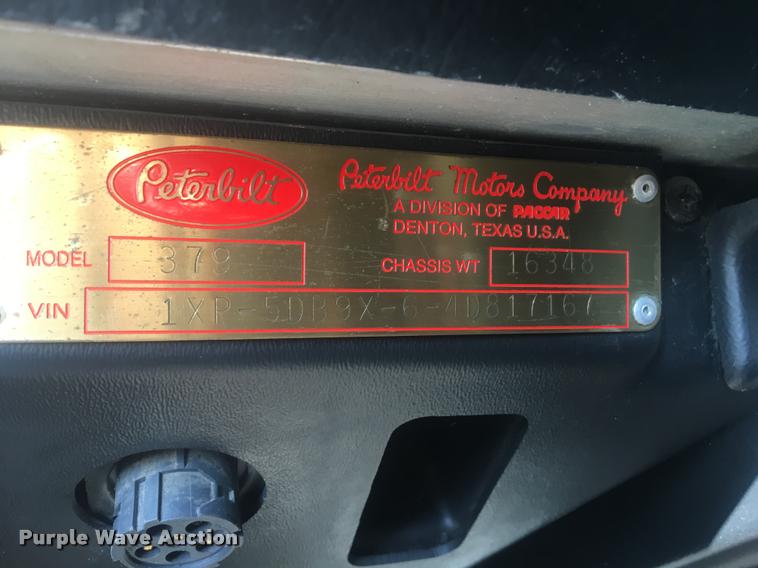 Peterbilt
Peterbilt Motors Company
A DIVISION OF PACCAR
DENTON, TEXAS U.S.A.
MODEL 379
CHASSIS WT 16348
VIN 1XP-5DB9X-6-4D817167
Purple Wave Auction